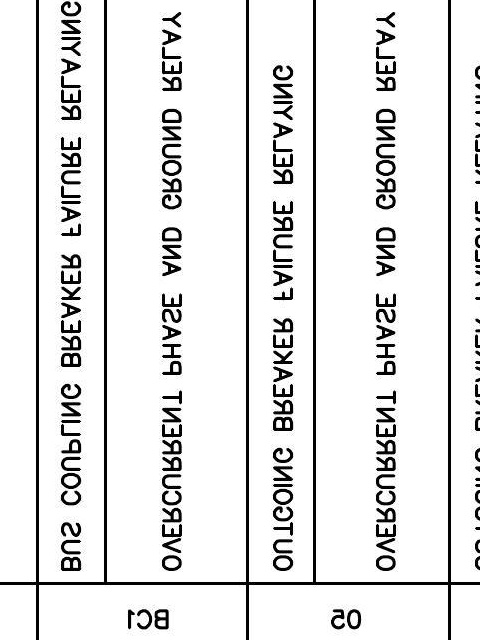 BUS COUPLING BREAKER FAILURE RELAYING
OVERCURRENT PHASE AND GROUND RELAY
OUTGOING BREAKER FAILURE RELAYING
OVERCURRENT PHASE AND GROUND RELAY
BC1
05